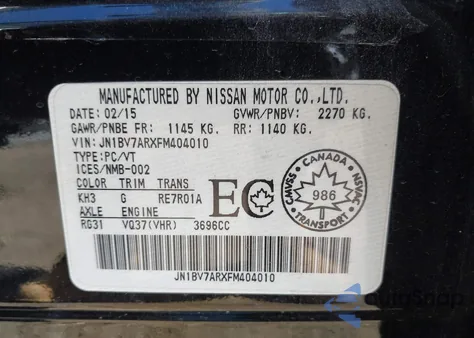 MANUFACTURED BY NISSAN MOTOR CO.,LTD.
DATE: 02/15 GVWR/PNBV: 2270 KG.
GAWR/PNBE FR: 1145 KG. RR: 1140 KG.
VIN: JN1BV7ARXFM404010
TYPE:PC/VT
ICES/NMB-002
COLOR TRIM TRANS
KH3 G RE7R01A
AXLE ENGINE
RG31 VQ37(VHR) 3696CC
EC
CMVSS · CANADA · NSVAC
986
TRANSPORT
JN1BV7ARXFM404010
AutoSnap